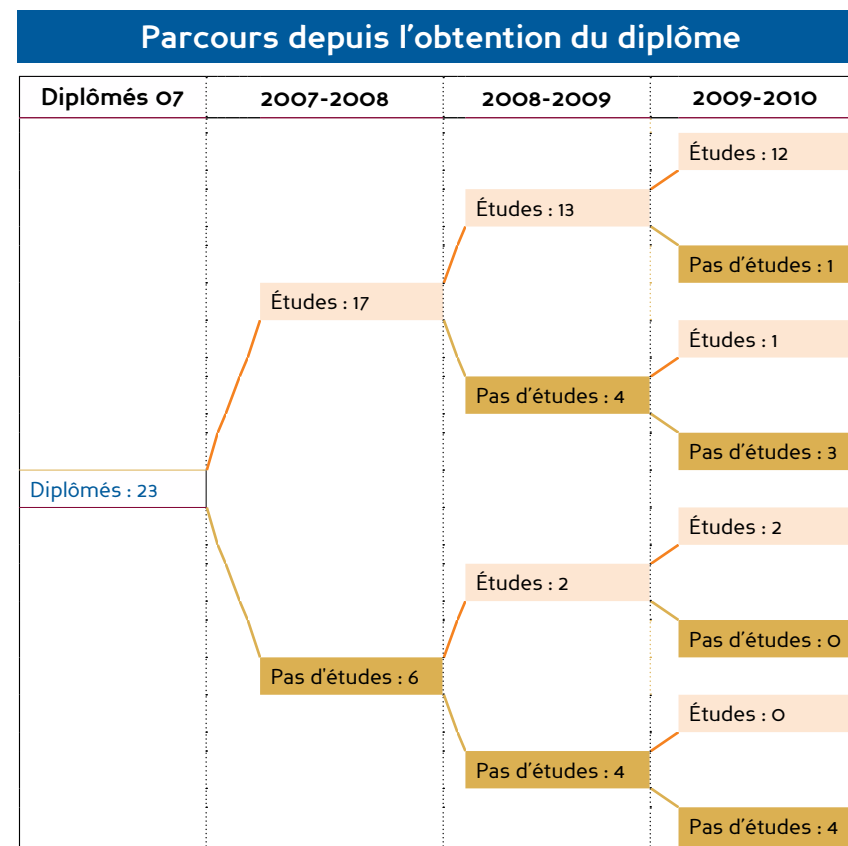 Parcours depuis l'obtention du diplôme
Diplômés 07 2007-2008 2008-2009 2009-2010
Études : 12
Études : 13
Pas d'études : 1
Études : 17
Études : 1
Pas d'études : 4
Pas d'études : 3
Diplômés : 23
Études : 2
Études : 2
Pas d'études : 0
Pas d'études : 6
Études : 0
Pas d'études : 4
Pas d'études : 4